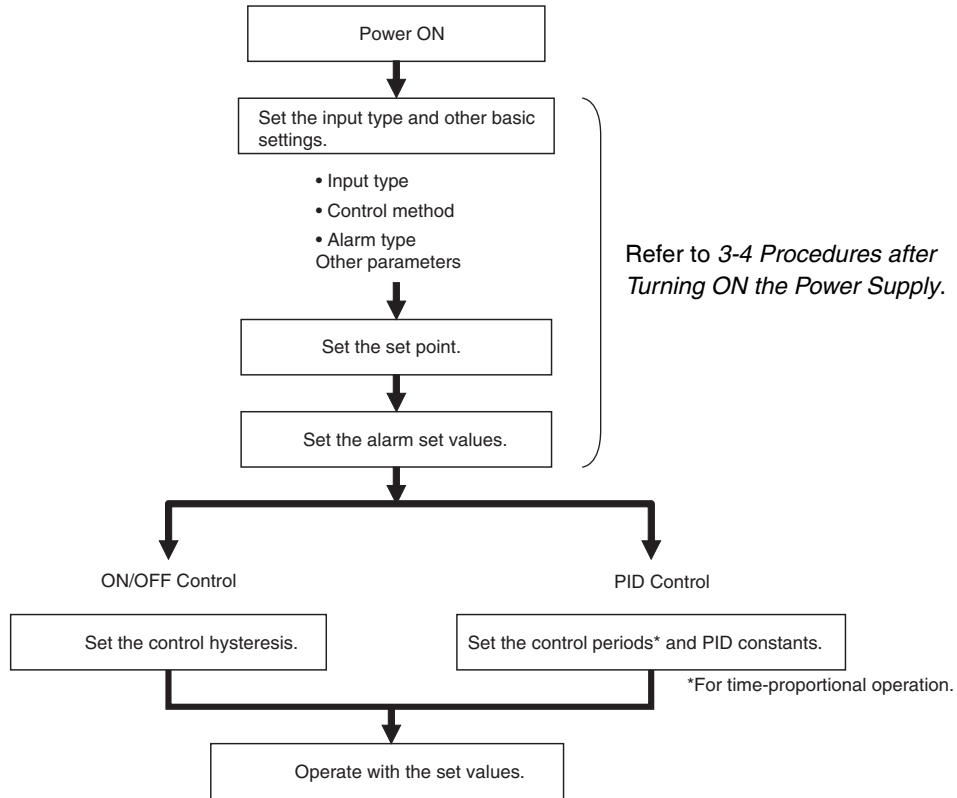 Power ON
Set the input type and other basic
settings.
• Input type
• Control method
• Alarm type
Other parameters
Refer to 3-4 Procedures after
Turning ON the Power Supply.
Set the set point.
Set the alarm set values.
ON/OFF Control
PID Control
Set the control hysteresis.
Set the control periods* and PID constants.
*For time-proportional operation.
Operate with the set values.